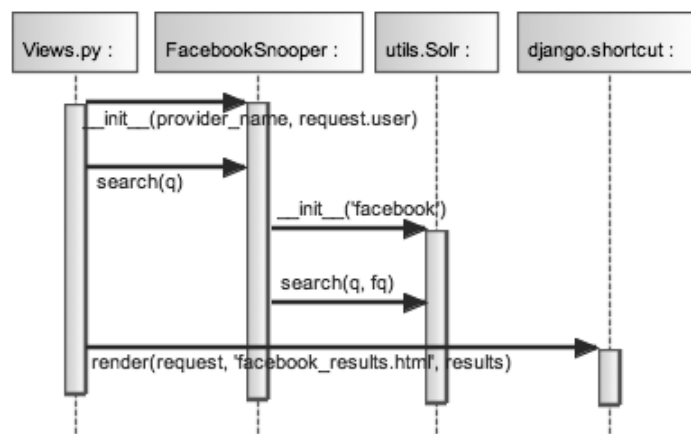 Views.py :
FacebookSnooper :
utils.Solr :
django.shortcut :
__init__(provider_name, request.user)
search(q)
__init__('facebook')
search(q, fq)
render(request, 'facebook_results.html', results)